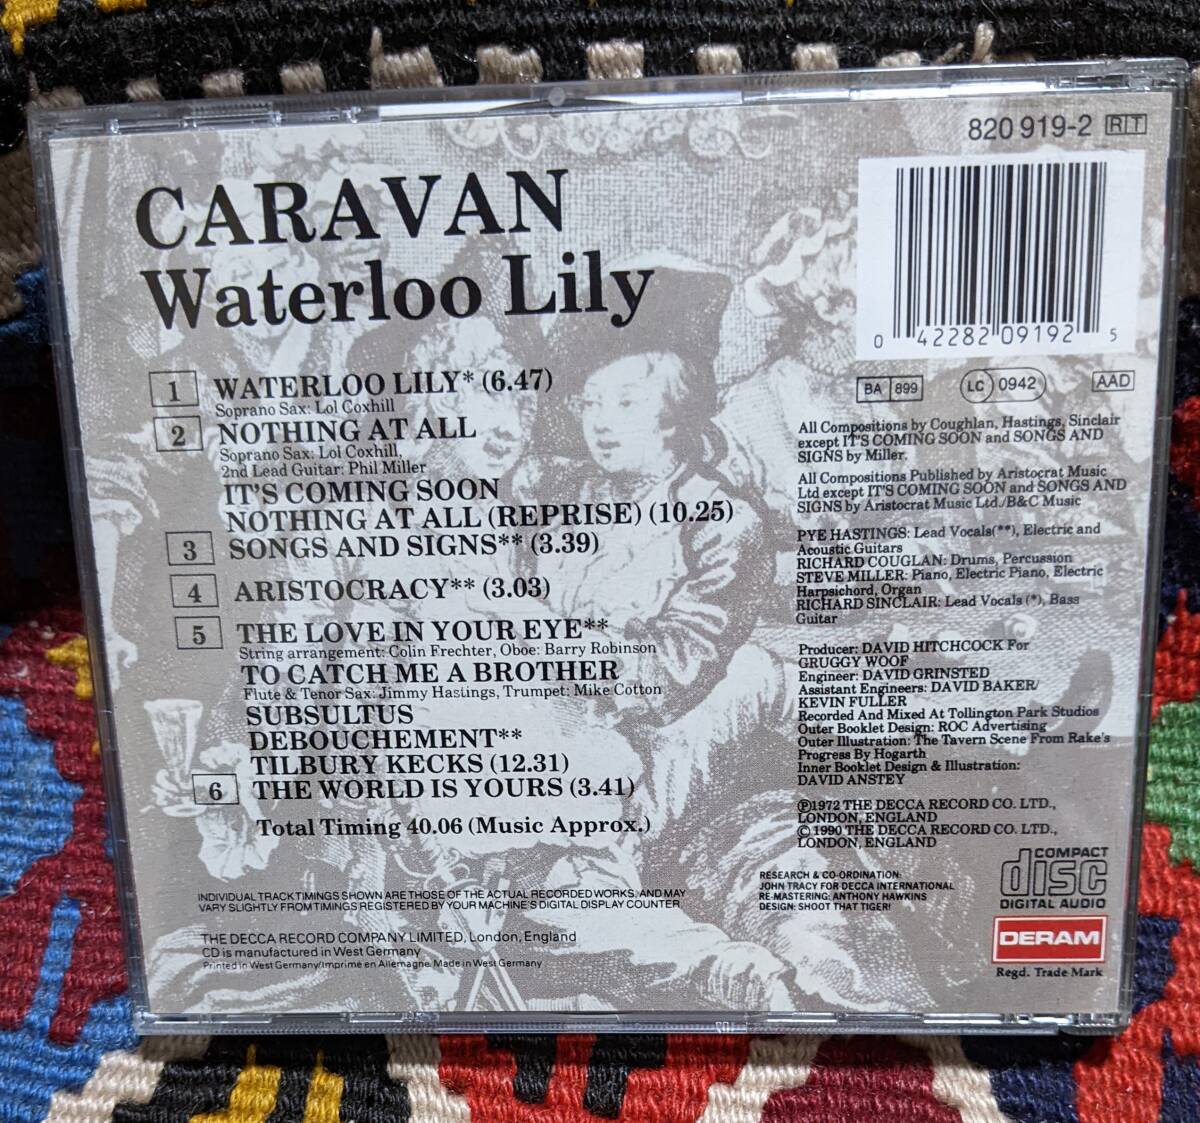 820 919-2 R T
CARAVAN
Waterloo Lily
0 42282 09192 5
BA 899
LC 0942
AAD
1 WATERLOO LILY* (6.47)
Soprano Sax: Lol Coxhill
2 NOTHING AT ALL
Soprano Sax: Lol Coxhill,
2nd Lead Guitar: Phil Miller
IT'S COMING SOON
NOTHING AT ALL (REPRISE) (10.25)
3 SONGS AND SIGNS** (3.39)
4 ARISTOCRACY** (3.03)
5 THE LOVE IN YOUR EYE**
String arrangement: Colin Frechter, Oboe: Barry Robinson
TO CATCH ME A BROTHER
Flute & Tenor Sax: Jimmy Hastings, Trumpet: Mike Cotton
SUBSULTUS
DEBOUCHEMENT**
TILBURY KECKS (12.31)
6 THE WORLD IS YOURS (3.41)
Total Timing 40.06 (Music Approx.)
All Compositions by Coughlan, Hastings, Sinclair
except IT'S COMING SOON and SONGS AND
SIGNS by Miller.
All Compositions Published by Aristocrat Music
Ltd except IT'S COMING SOON and SONGS AND
SIGNS by Aristocrat Music Ltd./B&C Music
PYE HASTINGS: Lead Vocals(**), Electric and
Acoustic Guitars
RICHARD COUGLAN: Drums, Percussion
STEVE MILLER: Piano, Electric Piano, Electric
Harpsichord, Organ
RICHARD SINCLAIR: Lead Vocals (*), Bass
Guitar
Producer: DAVID HITCHCOCK For
GRUGGY WOOF
Engineer: DAVID GRINSTED
Assistant Engineers: DAVID BAKER/
KEVIN FULLER
Recorded And Mixed At Tollington Park Studios
Outer Booklet Design: ROC Advertising
Outer Illustration: The Tavern Scene From Rake's
Progress By Hogarth
Inner Booklet Design & Illustration:
DAVID ANSTEY
Ⓟ1972 THE DECCA RECORD CO. LTD.,
LONDON, ENGLAND
©1990 THE DECCA RECORD CO. LTD.,
LONDON, ENGLAND
RESEARCH & CO-ORDINATION:
JOHN TRACY FOR DECCA INTERNATIONAL
RE-MASTERING: ANTHONY HAWKINS
DESIGN: SHOOT THAT TIGER!
COMPACT
disc
DIGITAL AUDIO
DERAM
Regd. Trade Mark
INDIVIDUAL TRACK TIMINGS SHOWN ARE THOSE OF THE ACTUAL RECORDED WORKS, AND MAY
VARY SLIGHTLY FROM TIMINGS REGISTERED BY YOUR MACHINE'S DIGITAL DISPLAY COUNTER.
THE DECCA RECORD COMPANY LIMITED, London, England
CD is manufactured in West Germany
Printed in West Germany/Imprimé en Allemagne. Made in West Germany